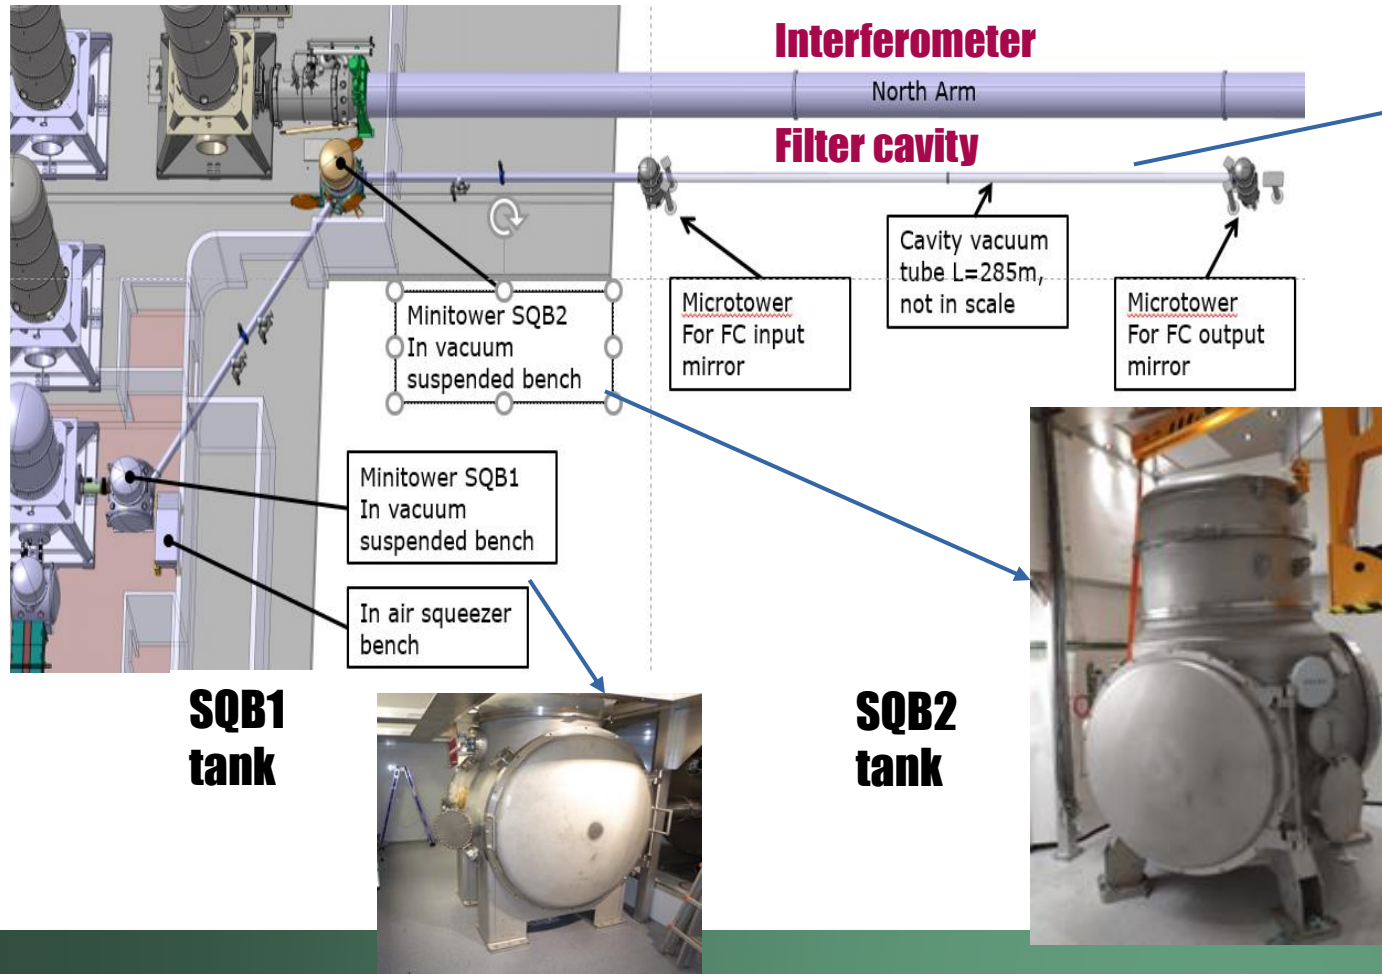 Interferometer
North Arm
Filter cavity
Cavity vacuum
tube L=285m,
not in scale
Microtower
For FC input
mirror
Microtower
For FC output
mirror
Minitower SQB2
In vacuum
suspended bench
Minitower SQB1
In vacuum
suspended bench
In air squeezer
bench
SQB1
tank
SQB2
tank